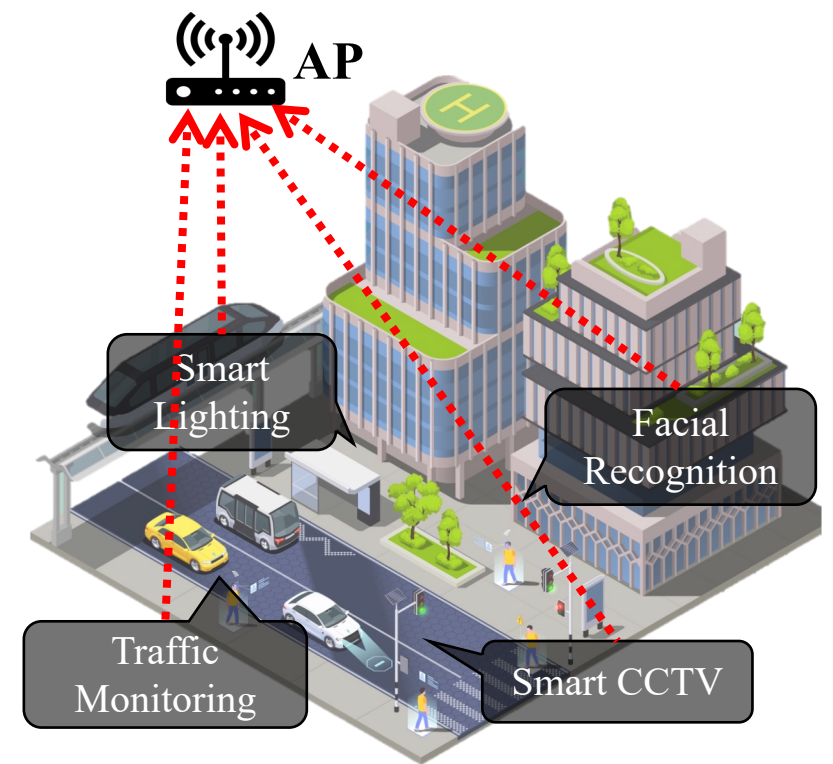 AP
H
Smart
Lighting
Facial
Recognition
Traffic
Monitoring
Smart CCTV